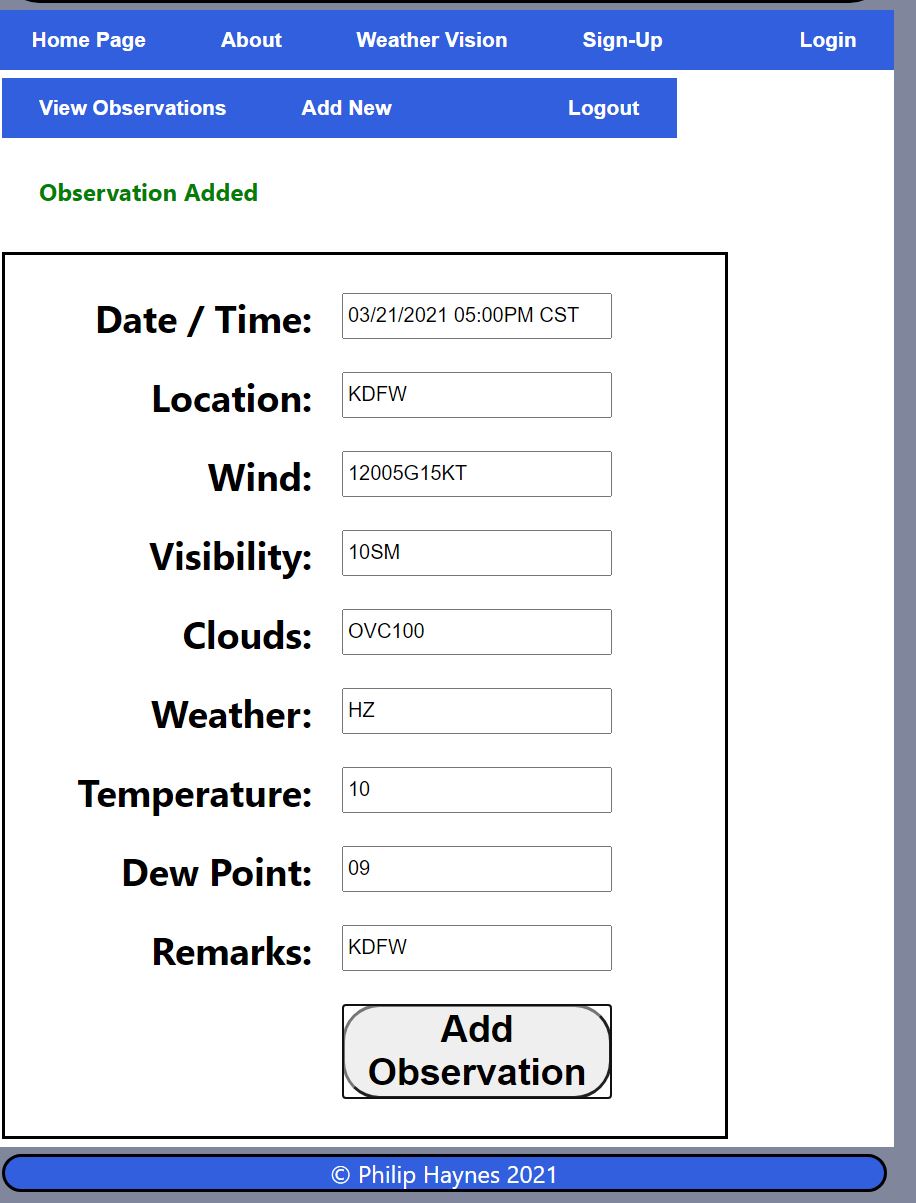 Home Page About Weather Vision Sign-Up Login
View Observations Add New Logout
Observation Added
Date / Time: 03/21/2021 05:00PM CST
Location: KDFW
Wind: 12005G15KT
Visibility: 10SM
Clouds: OVC100
Weather: HZ
Temperature: 10
Dew Point: 09
Remarks: KDFW
Add
Observation
© Philip Haynes 2021